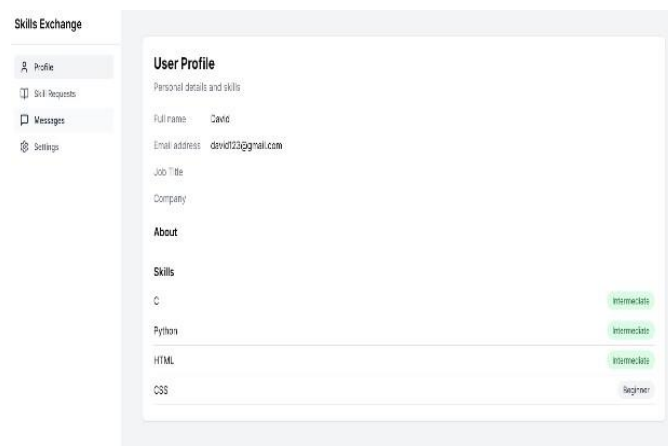 Skills Exchange
Profile
Skill Requests
Messages
Settings
User Profile
Personal details and skills
Full name David
Email address david123@gmail.com
Job Title
Company
About
Skills
C Intermediate
Python Intermediate
HTML Intermediate
CSS Beginner